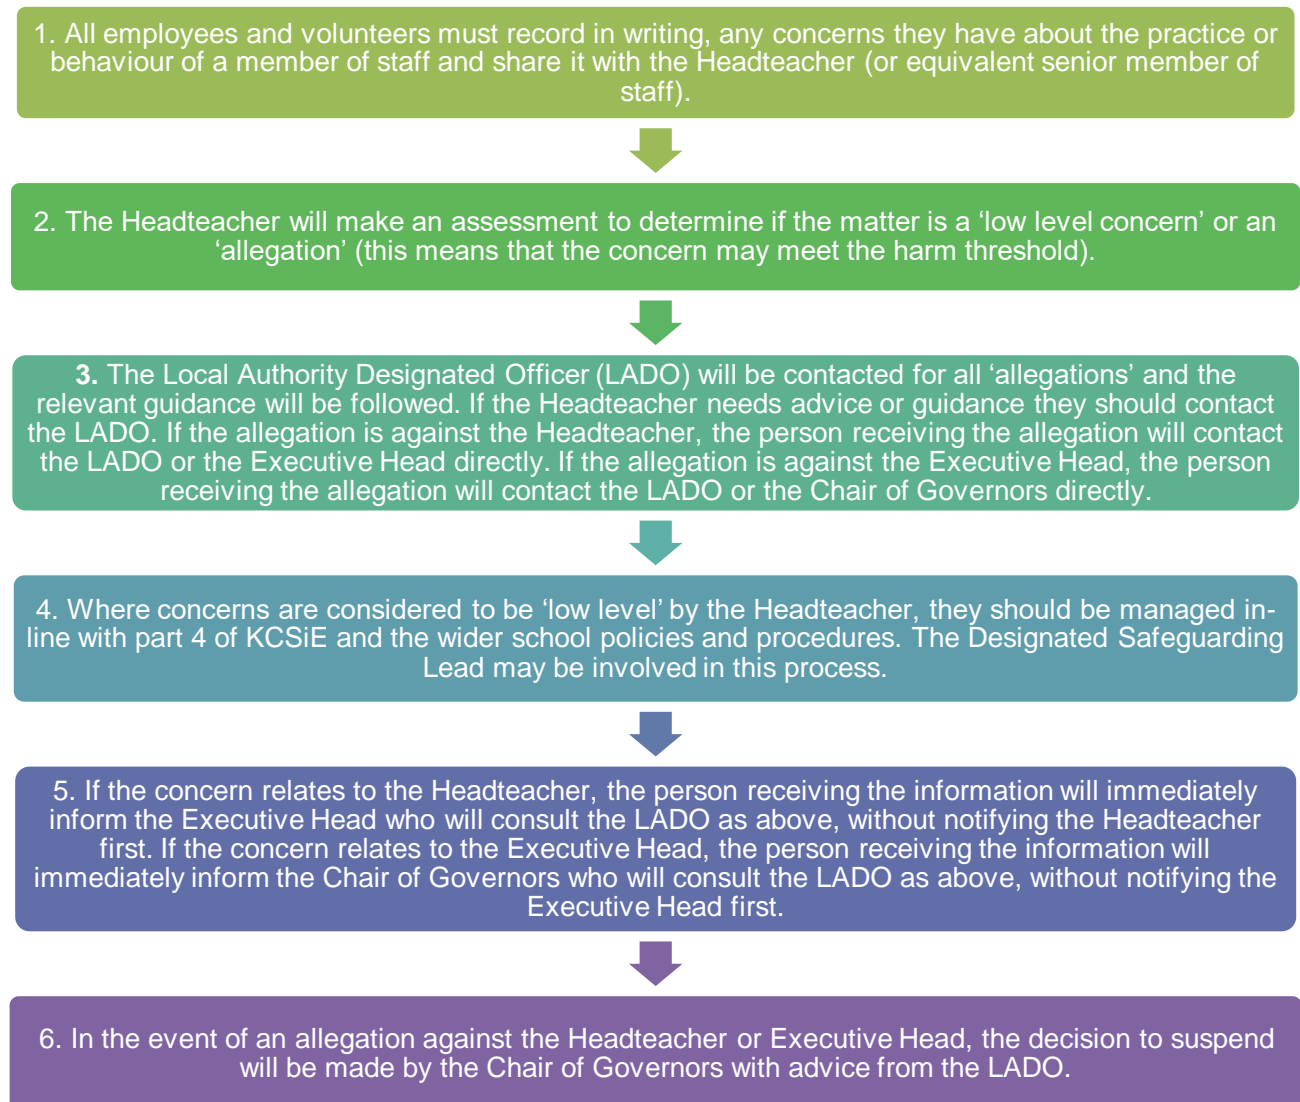 1. All employees and volunteers must record in writing, any concerns they have about the practice or
behaviour of a member of staff and share it with the Headteacher (or equivalent senior member of
staff).
2. The Headteacher will make an assessment to determine if the matter is a ‘low level concern’ or an
‘allegation’ (this means that the concern may meet the harm threshold).
3. The Local Authority Designated Officer (LADO) will be contacted for all ‘allegations’ and the
relevant guidance will be followed. If the Headteacher needs advice or guidance they should contact
the LADO. If the allegation is against the Headteacher, the person receiving the allegation will contact
the LADO or the Executive Head directly. If the allegation is against the Executive Head, the person
receiving the allegation will contact the LADO or the Chair of Governors directly.
4. Where concerns are considered to be ‘low level’ by the Headteacher, they should be managed in-
line with part 4 of KCSiE and the wider school policies and procedures. The Designated Safeguarding
Lead may be involved in this process.
5. If the concern relates to the Headteacher, the person receiving the information will immediately
inform the Executive Head who will consult the LADO as above, without notifying the Headteacher
first. If the concern relates to the Executive Head, the person receiving the information will
immediately inform the Chair of Governors who will consult the LADO as above, without notifying the
Executive Head first.
6. In the event of an allegation against the Headteacher or Executive Head, the decision to suspend
will be made by the Chair of Governors with advice from the LADO.